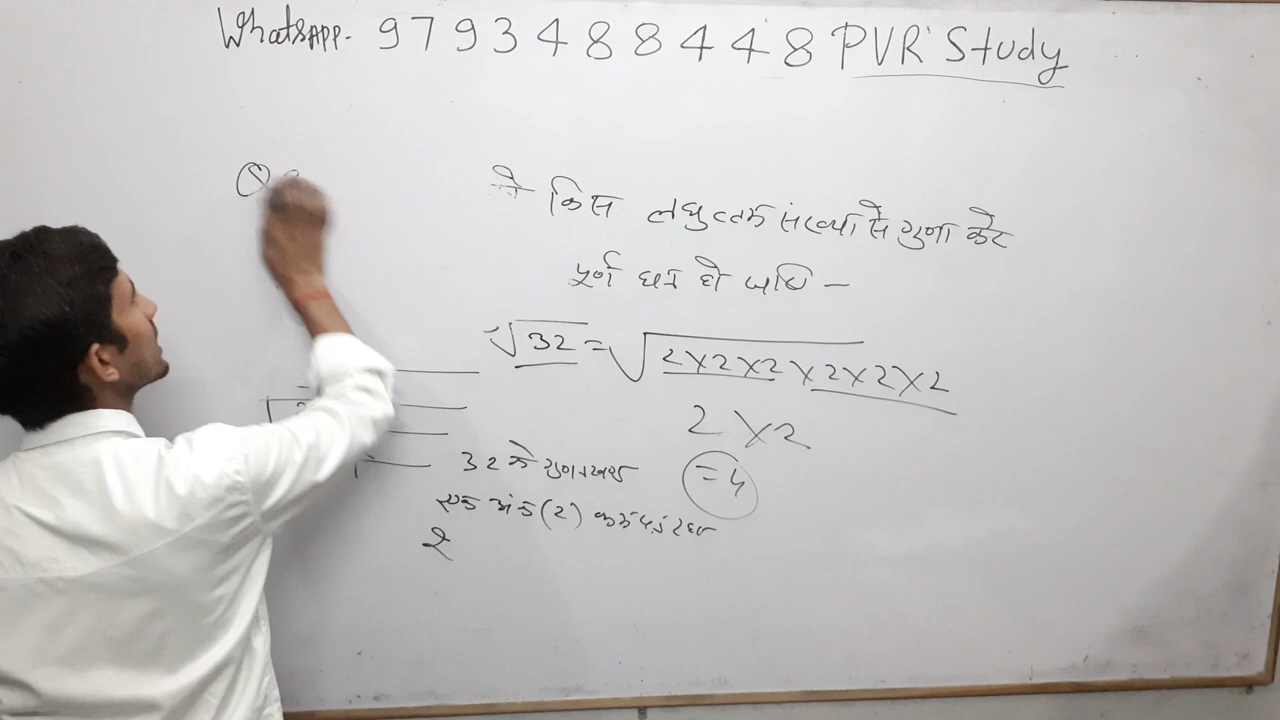 WhatsAPP. 9793488448 PVR Study
Q
को किस लघुत्तम संख्या से गुणा करें
पूर्ण घन हो जाये —
√32 = √2×2×2×2×2×2
2×2
= 4
32 के गुणनखण्ड
एक अंक (2) कम पड़ रहा
है